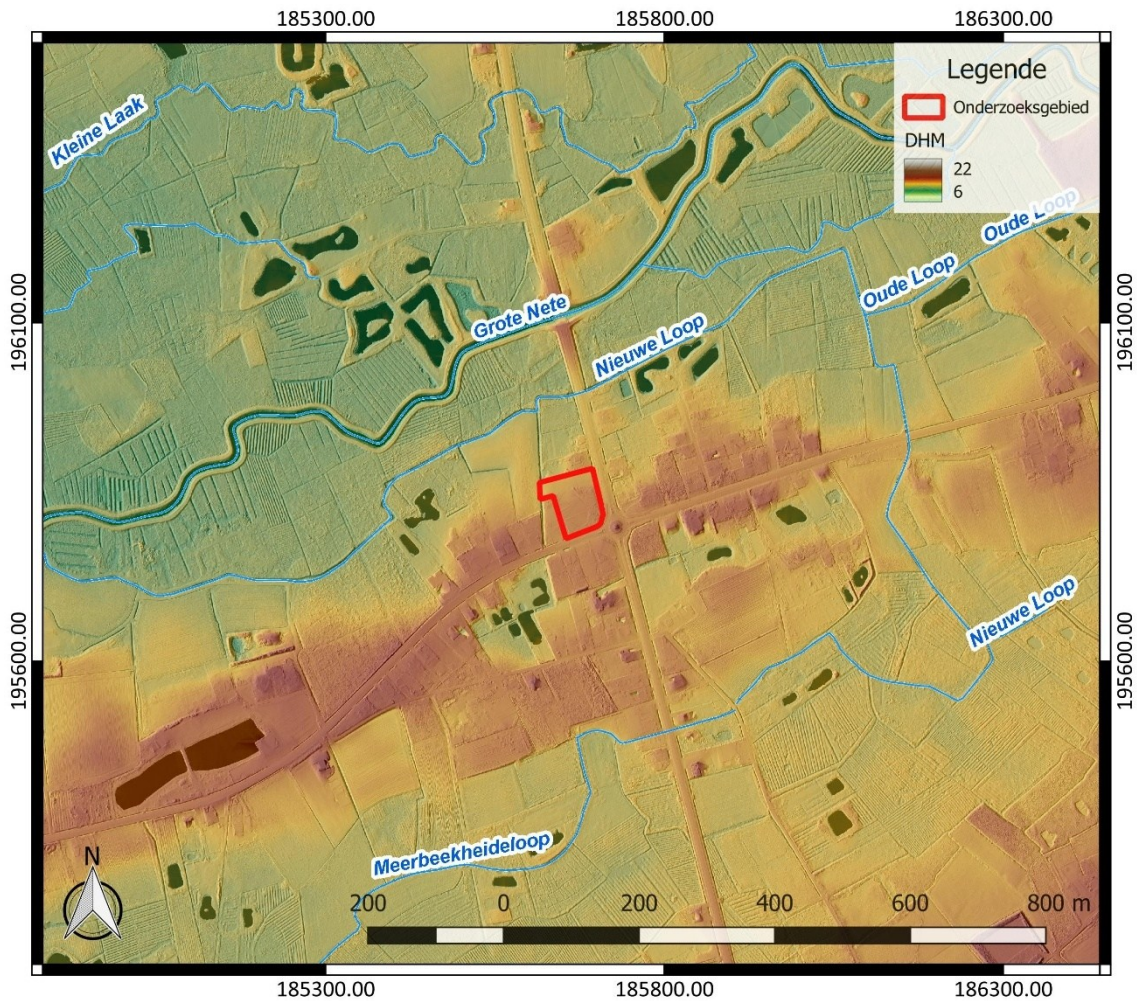 185300.00 185800.00 186300.00
Legende
Onderzoeksgebied
DHM
22
6
Kleine Laak
Oude Loop
Oude Loop
196100.00
196100.00
Grote Nete
Nieuwe Loop
Nieuwe Loop
195600.00
195600.00
Meerbeekheideloop
N
200 0 200 400 600 800 m
185300.00 185800.00 186300.00